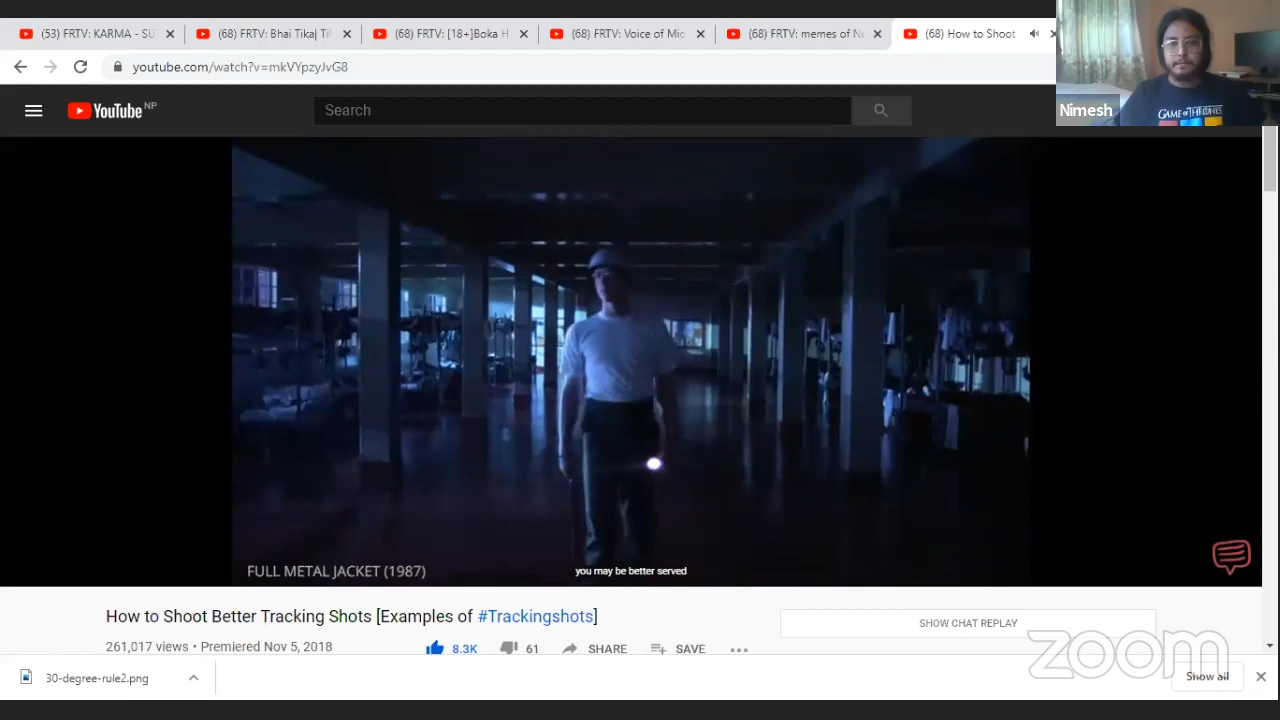 (53) FRTV: KARMA - SU
(68) FRTV: Bhai Tika| Ti
(68) FRTV: [18+]Boka H
(68) FRTV: Voice of Mic
(68) FRTV: memes of Ne
(68) How to Shoot
youtube.com/watch?v=mkVYpzyJvG8
YouTube NP
Search
Nimesh
GAME OF THRONES
FULL METAL JACKET (1987)
you may be better served
How to Shoot Better Tracking Shots [Examples of #Trackingshots]
261,017 views • Premiered Nov 5, 2018
8.3K
61
SHARE
SAVE
SHOW CHAT REPLAY
zoom
30-degree-rule2.png
Show all